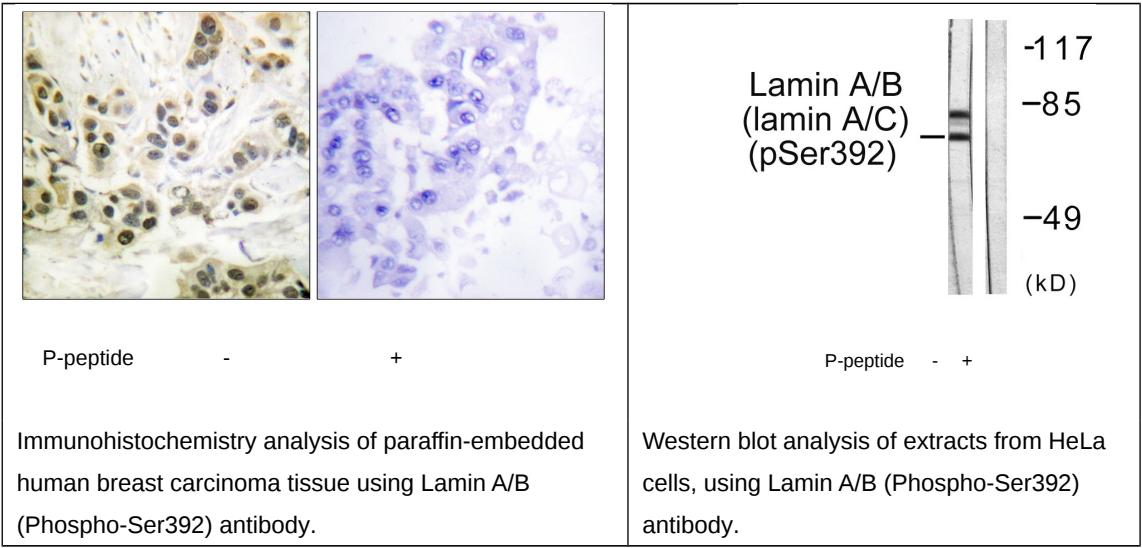 P-peptide - +
Immunohistochemistry analysis of paraffin-embedded
human breast carcinoma tissue using Lamin A/B
(Phospho-Ser392) antibody.
Lamin A/B
(lamin A/C)
(pSer392)
-117
-85
-49
(kD)
P-peptide - +
Western blot analysis of extracts from HeLa
cells, using Lamin A/B (Phospho-Ser392)
antibody.